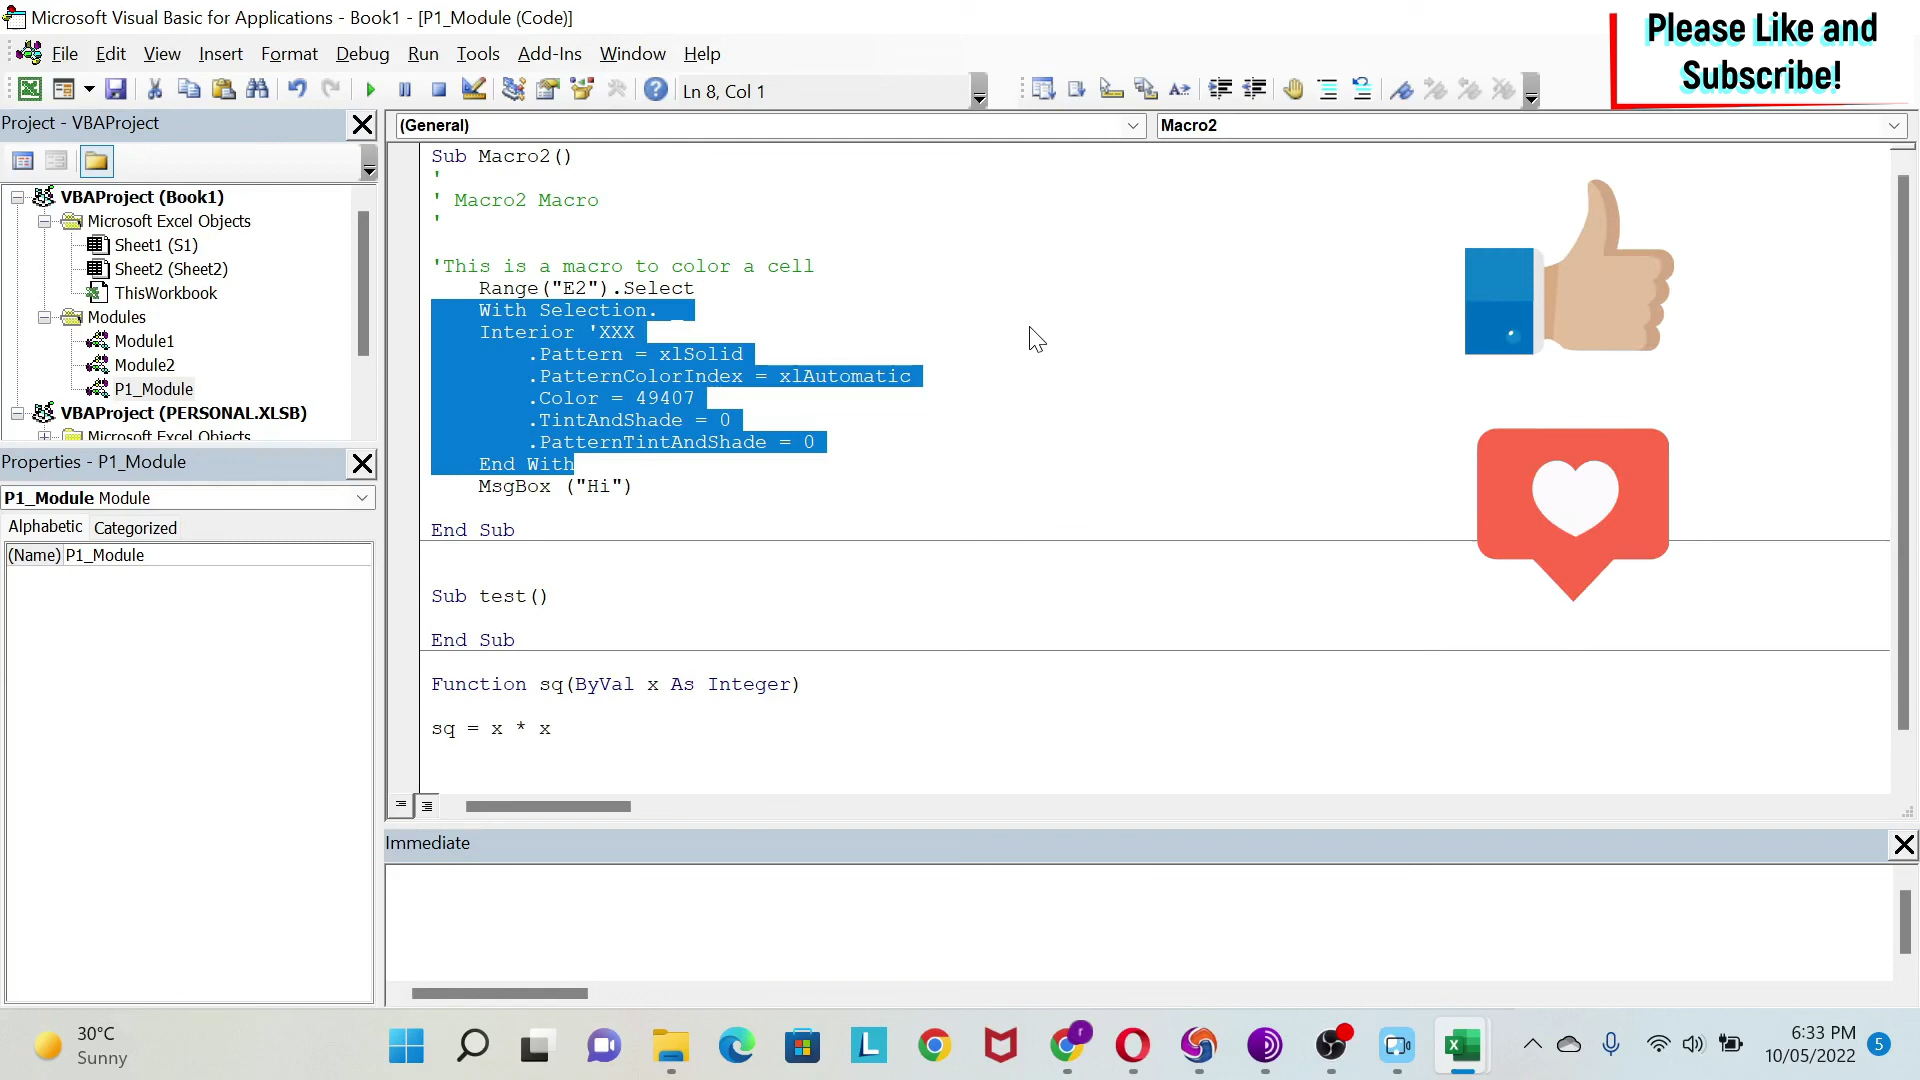 Microsoft Visual Basic for Applications - Book1 - [P1_Module (Code)]
Please Like and
Subscribe!
File Edit View Insert Format Debug Run Tools Add-Ins Window Help
Ln 8, Col 1
Project - VBAProject
(General)
Macro2
VBAProject (Book1)
Microsoft Excel Objects
Sheet1 (S1)
Sheet2 (Sheet2)
ThisWorkbook
Modules
Module1
Module2
P1_Module
VBAProject (PERSONAL.XLSB)
Microsoft Excel Objects
Properties - P1_Module
P1_Module Module
Alphabetic Categorized
(Name) P1_Module
Sub Macro2()
'
' Macro2 Macro
'
'This is a macro to color a cell
Range("E2").Select
With Selection. _
Interior 'XXX
.Pattern = xlSolid
.PatternColorIndex = xlAutomatic
.Color = 49407
.TintAndShade = 0
.PatternTintAndShade = 0
End With
MsgBox ("Hi")
End Sub
Sub test()
End Sub
Function sq(ByVal x As Integer)
sq = x * x
Immediate
30°C
Sunny
L
r
6:33 PM
10/05/2022
5